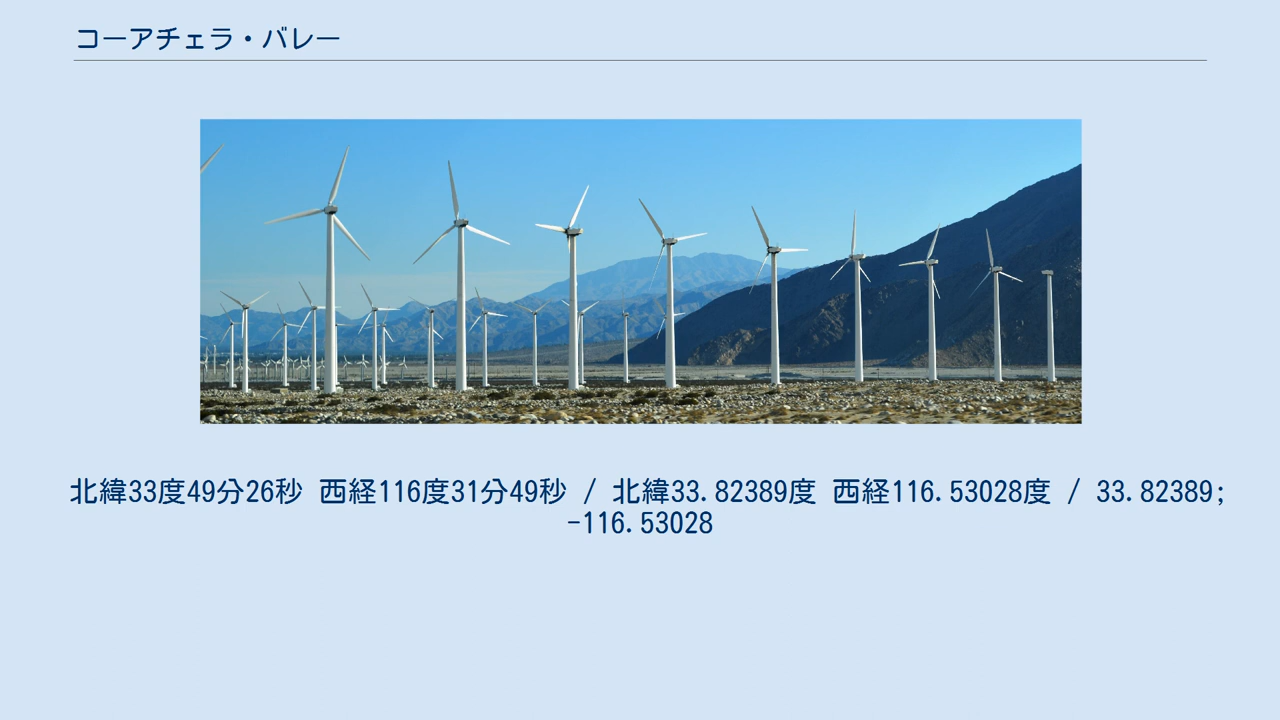 コーアチェラ・バレー
北緯33度49分26秒 西経116度31分49秒 / 北緯33.82389度 西経116.53028度 / 33.82389;
-116.53028